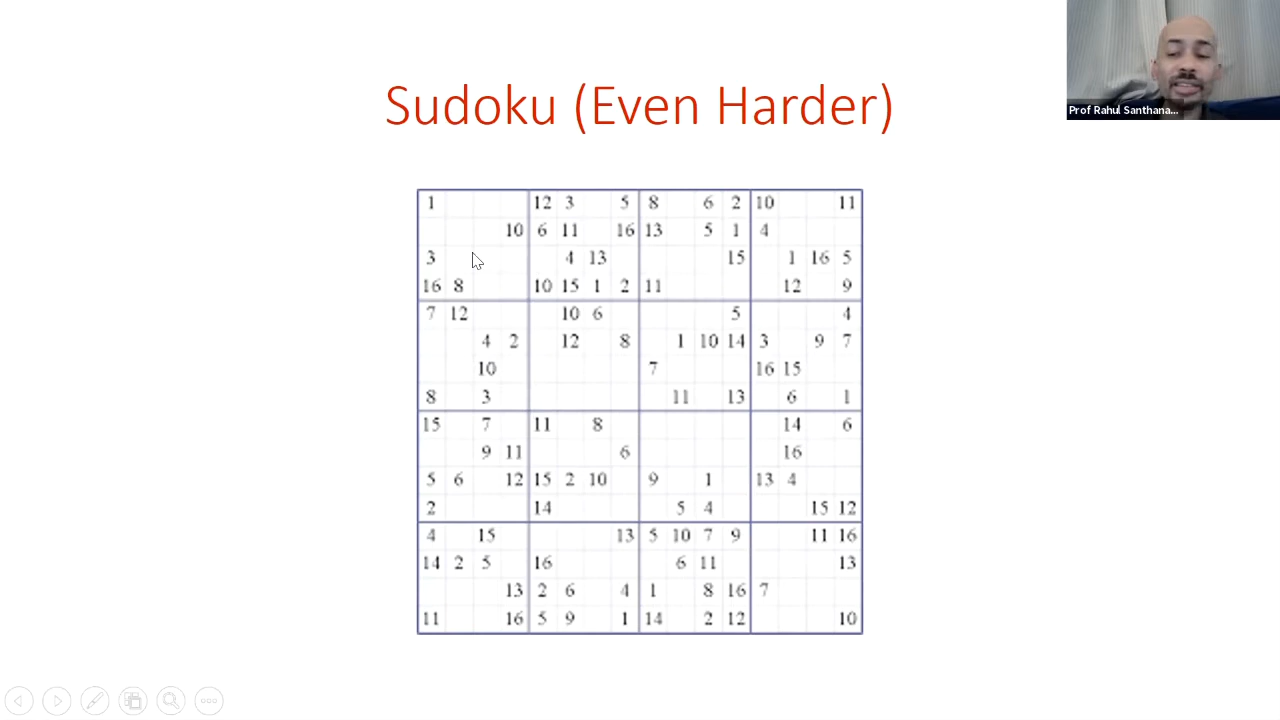 Sudoku (Even Harder)
Prof Rahul Santhana...
1 12 3 5 8 6 2 10 11
10 6 11 16 13 5 1 4
3 4 13 15 1 16 5
16 8 10 15 1 2 11 12 9
7 12 10 6 5 4
4 2 12 8 1 10 14 3 9 7
10 7 16 15
8 3 11 13 6 1
15 7 11 8 14 6
9 11 6 16
5 6 12 15 2 10 9 1 13 4
2 14 5 4 15 12
4 15 13 5 10 7 9 11 16
14 2 5 16 6 11 13
13 2 6 4 1 8 16 7
11 16 5 9 1 14 2 12 10